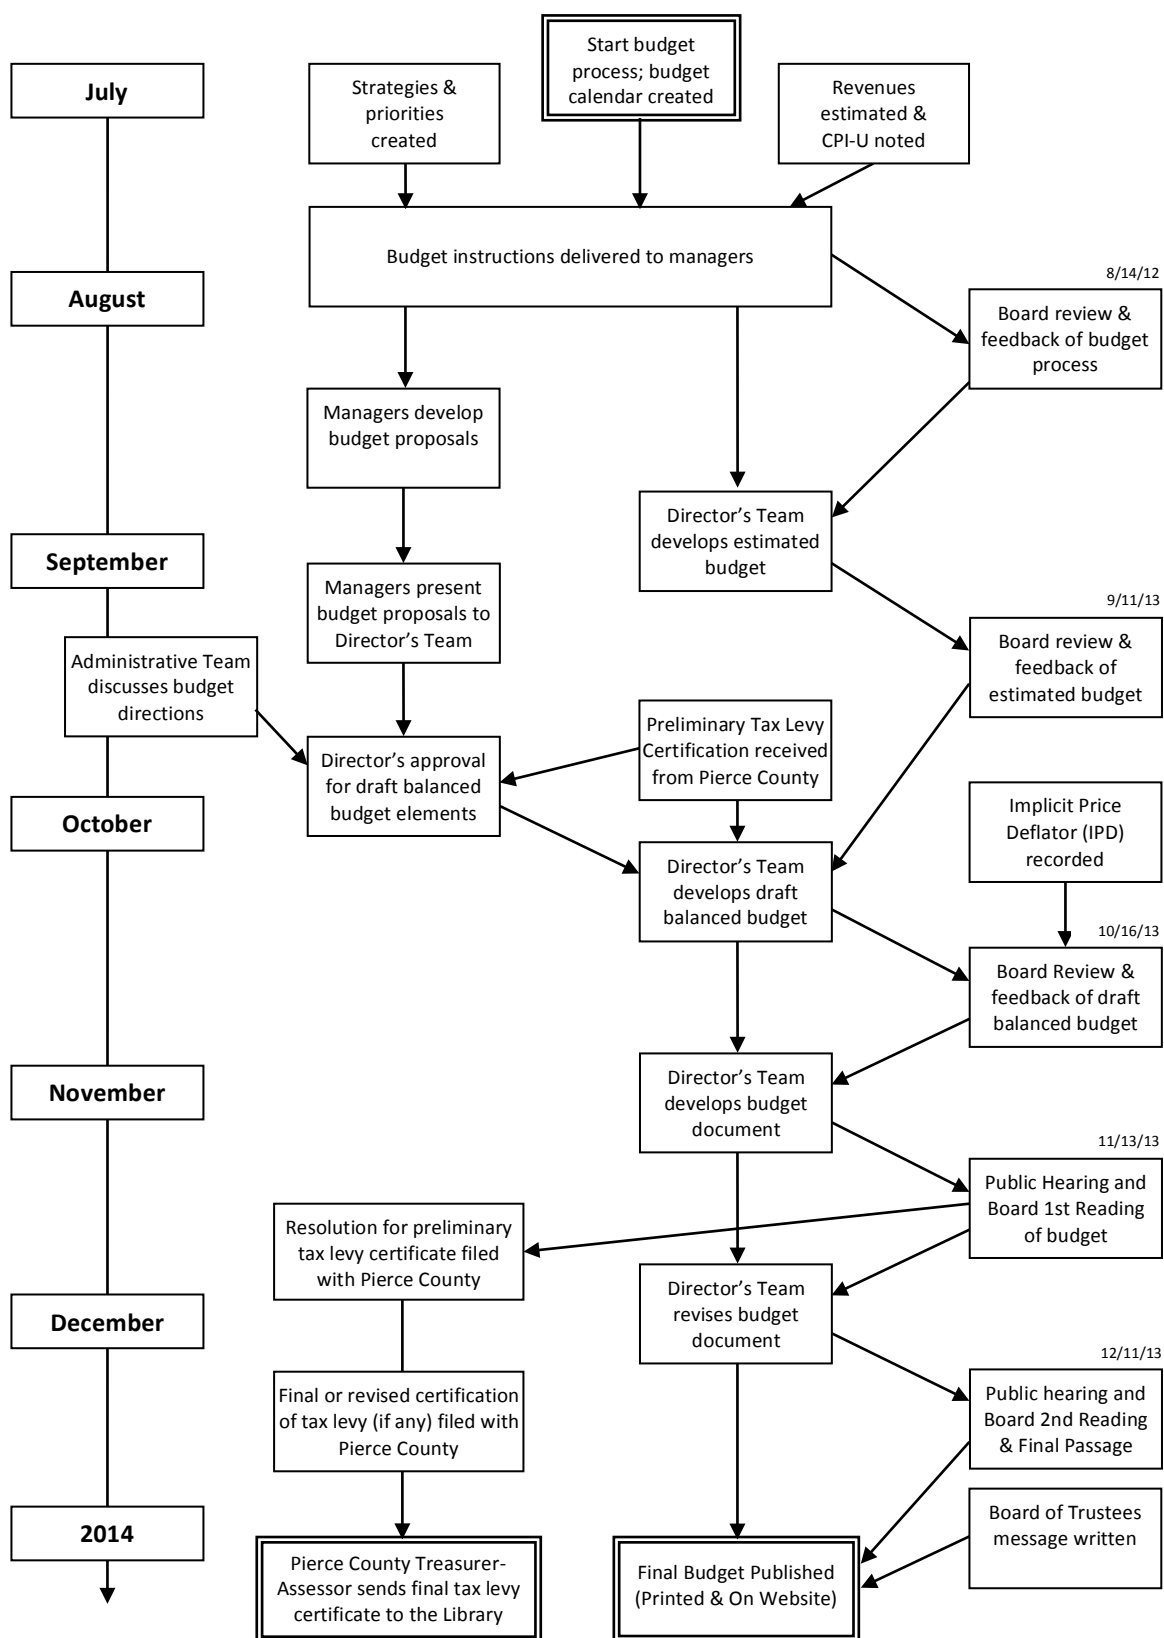 Start budget
process; budget
calendar created
July
Strategies &
priorities
created
Revenues
estimated &
CPI-U noted
Budget instructions delivered to managers
August
8/14/12
Board review &
feedback of budget
process
Managers develop
budget proposals
Director’s Team
develops estimated
budget
September
Managers present
budget proposals to
Director’s Team
9/11/13
Board review &
feedback of
estimated budget
Administrative Team
discusses budget
directions
Preliminary Tax Levy
Certification received
from Pierce County
Director’s approval
for draft balanced
budget elements
October
Implicit Price
Deflator (IPD)
recorded
Director’s Team
develops draft
balanced budget
10/16/13
Board Review &
feedback of draft
balanced budget
November
Director’s Team
develops budget
document
11/13/13
Public Hearing and
Board 1st Reading
of budget
Resolution for preliminary
tax levy certificate filed
with Pierce County
Director’s Team
revises budget
document
December
12/11/13
Public hearing and
Board 2nd Reading
& Final Passage
Final or revised certification
of tax levy (if any) filed with
Pierce County
2014
Board of Trustees
message written
Pierce County Treasurer-
Assessor sends final tax levy
certificate to the Library
Final Budget Published
(Printed & On Website)